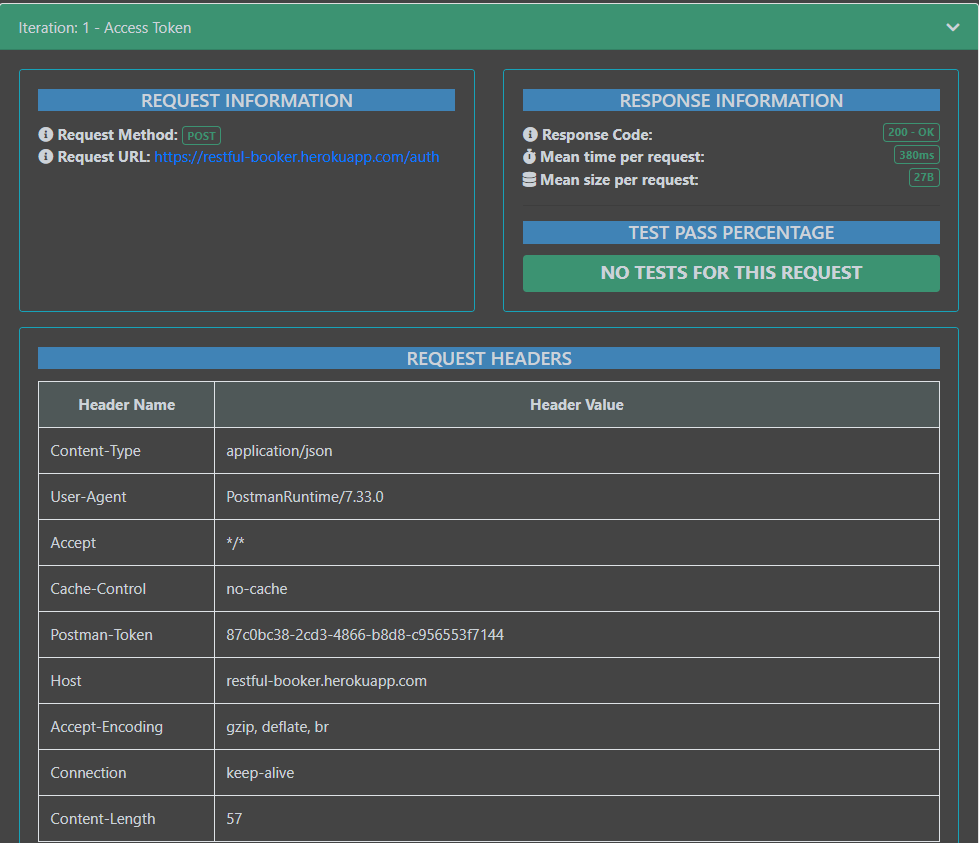 Iteration: 1 - Access Token
REQUEST INFORMATION
Request Method: POST
Request URL: https://restful-booker.herokuapp.com/auth
RESPONSE INFORMATION
Response Code: 200 - OK
Mean time per request: 380ms
Mean size per request: 27B
TEST PASS PERCENTAGE
NO TESTS FOR THIS REQUEST
REQUEST HEADERS
Header Name Header Value
Content-Type application/json
User-Agent PostmanRuntime/7.33.0
Accept */*
Cache-Control no-cache
Postman-Token 87c0bc38-2cd3-4866-b8d8-c956553f7144
Host restful-booker.herokuapp.com
Accept-Encoding gzip, deflate, br
Connection keep-alive
Content-Length 57